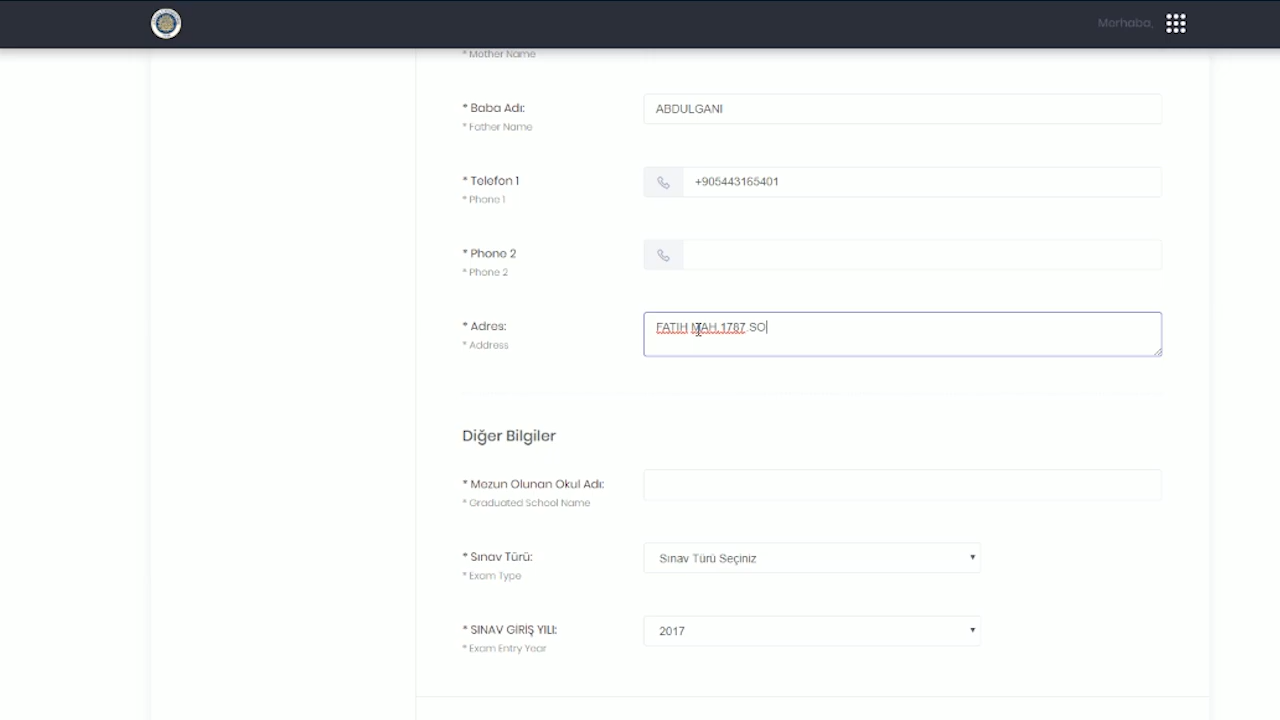 Merhaba,
* Mother Name
* Baba Adı:
ABDULGANI
* Father Name
* Telefon 1
+905443165401
* Phone 1
* Phone 2
* Phone 2
* Adres:
FATIH MAH.1787.SO
* Address
Diğer Bilgiler
* Mezun Olunan Okul Adı:
* Graduated School Name
* Sınav Türü:
Sınav Türü Seçiniz
* Exam Type
* SINAV GİRİŞ YILI:
2017
* Exam Entry Year